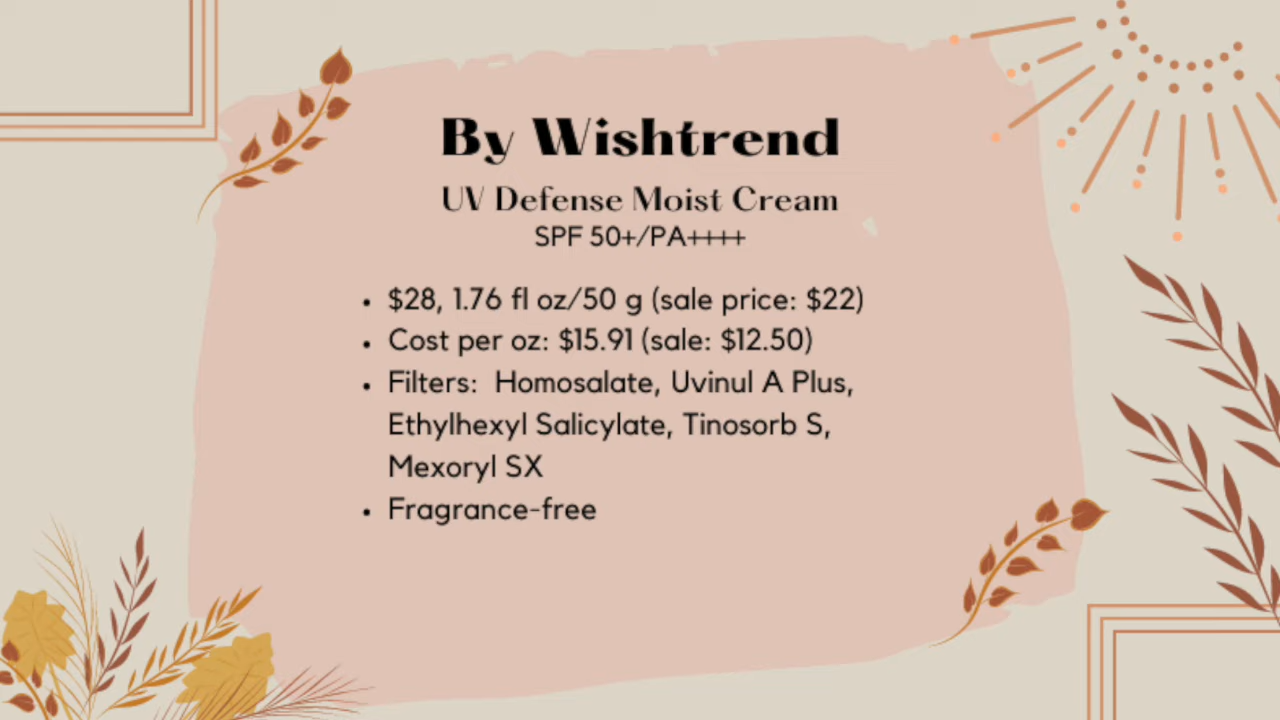 By Wishtrend
UV Defense Moist Cream
SPF 50+/PA++++
• $28, 1.76 fl oz/50 g (sale price: $22)
• Cost per oz: $15.91 (sale: $12.50)
• Filters:  Homosalate, Uvinul A Plus,
Ethylhexyl Salicylate, Tinosorb S,
Mexoryl SX
• Fragrance-free